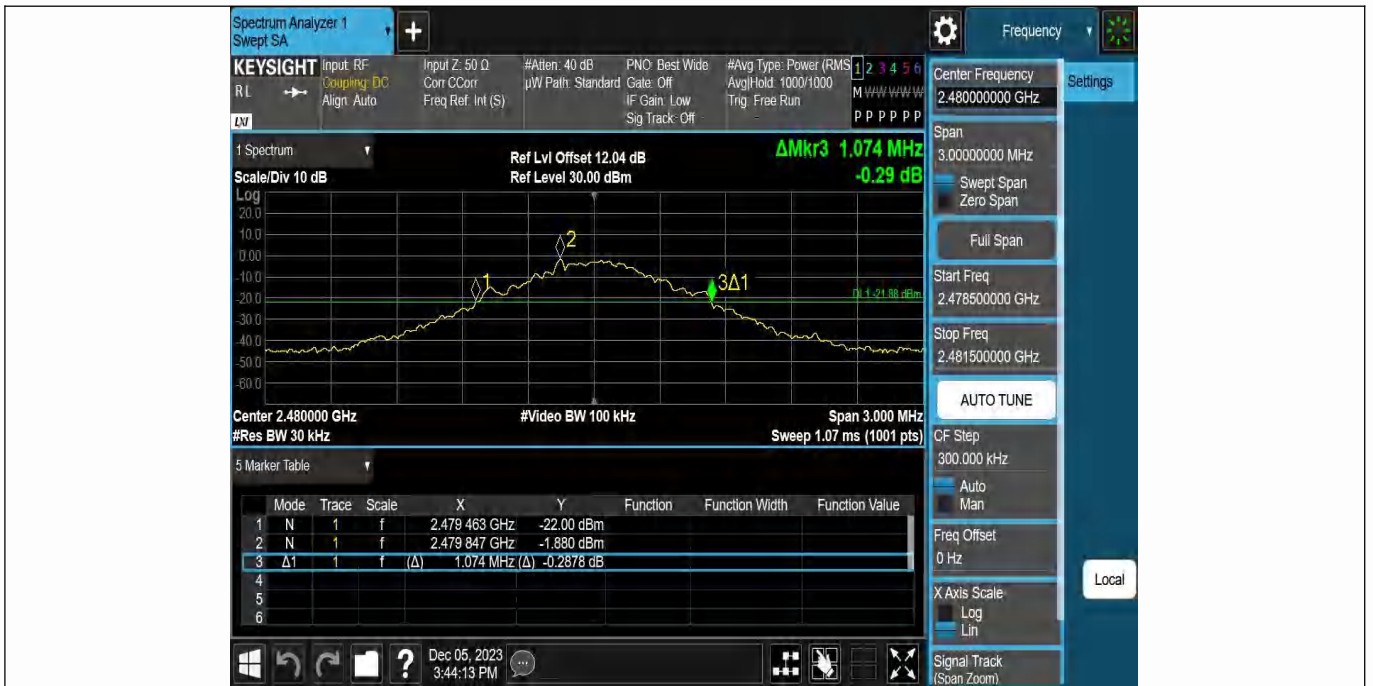 Spectrum Analyzer 1
Swept SA
+
Frequency
KEYSIGHT
RL
LXI
Input: RF
Coupling: DC
Align: Auto
Input Z: 50 Ω
Corr CCorr
Freq Ref: Int (S)
#Atten: 40 dB
µW Path: Standard
PNO: Best Wide
Gate: Off
IF Gain: Low
Sig Track: Off
#Avg Type: Power (RMS
Avg|Hold: 1000/1000
Trig: Free Run
1 2 3 4 5 6
M W W W W W
P P P P P P
1 Spectrum
Scale/Div 10 dB
Ref Lvl Offset 12.04 dB
Ref Level 30.00 dBm
ΔMkr3 1.074 MHz
-0.29 dB
Log
20.0
10.0
0.00
-10.0
-20.0
-30.0
-40.0
-50.0
-60.0
1
2
3Δ1
DL1 -21.88 dBm
Center 2.480000 GHz
#Video BW 100 kHz
Span 3.000 MHz
#Res BW 30 kHz
Sweep 1.07 ms (1001 pts)
5 Marker Table
Mode Trace Scale X Y Function Function Width Function Value
1 N 1 f 2.479 463 GHz -22.00 dBm
2 N 1 f 2.479 847 GHz -1.880 dBm
3 Δ1 1 f (Δ) 1.074 MHz (Δ) -0.2878 dB
4
5
6
Dec 05, 2023
3:44:13 PM
?
Center Frequency
2.480000000 GHz
Settings
Span
3.00000000 MHz
Swept Span
Zero Span
Full Span
Start Freq
2.478500000 GHz
Stop Freq
2.481500000 GHz
AUTO TUNE
CF Step
300.000 kHz
Auto
Man
Freq Offset
0 Hz
X Axis Scale
Log
Lin
Local
Signal Track
(Span Zoom)